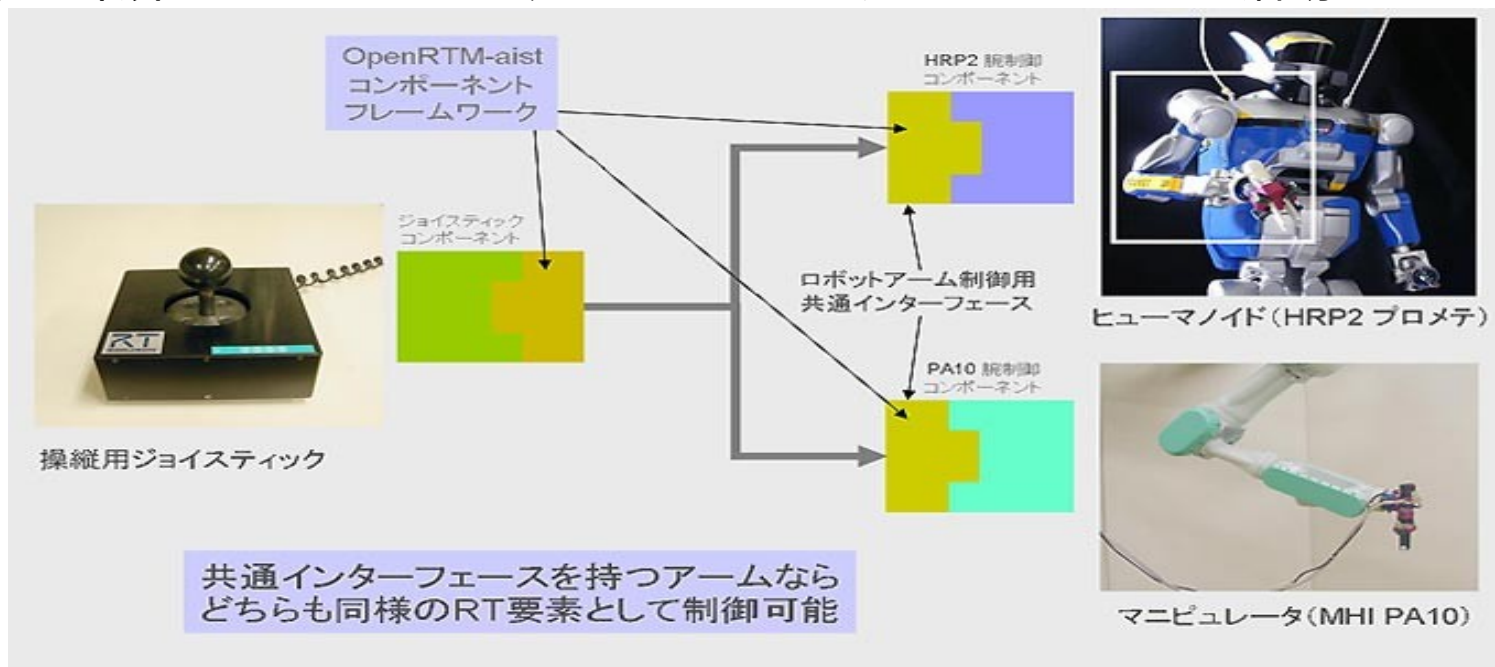 OpenRTM-aist
コンポーネント
フレームワーク
HRP2 腕制御
コンポーネント
ジョイスティック
コンポーネント
ロボットアーム制御用
共通インターフェース
ヒューマノイド(HRP2 プロメテ)
PA10 腕制御
コンポーネント
RT
操縦用ジョイスティック
共通インターフェースを持つアームなら
どちらも同様のRT要素として制御可能
マニピュレータ(MHI PA10)